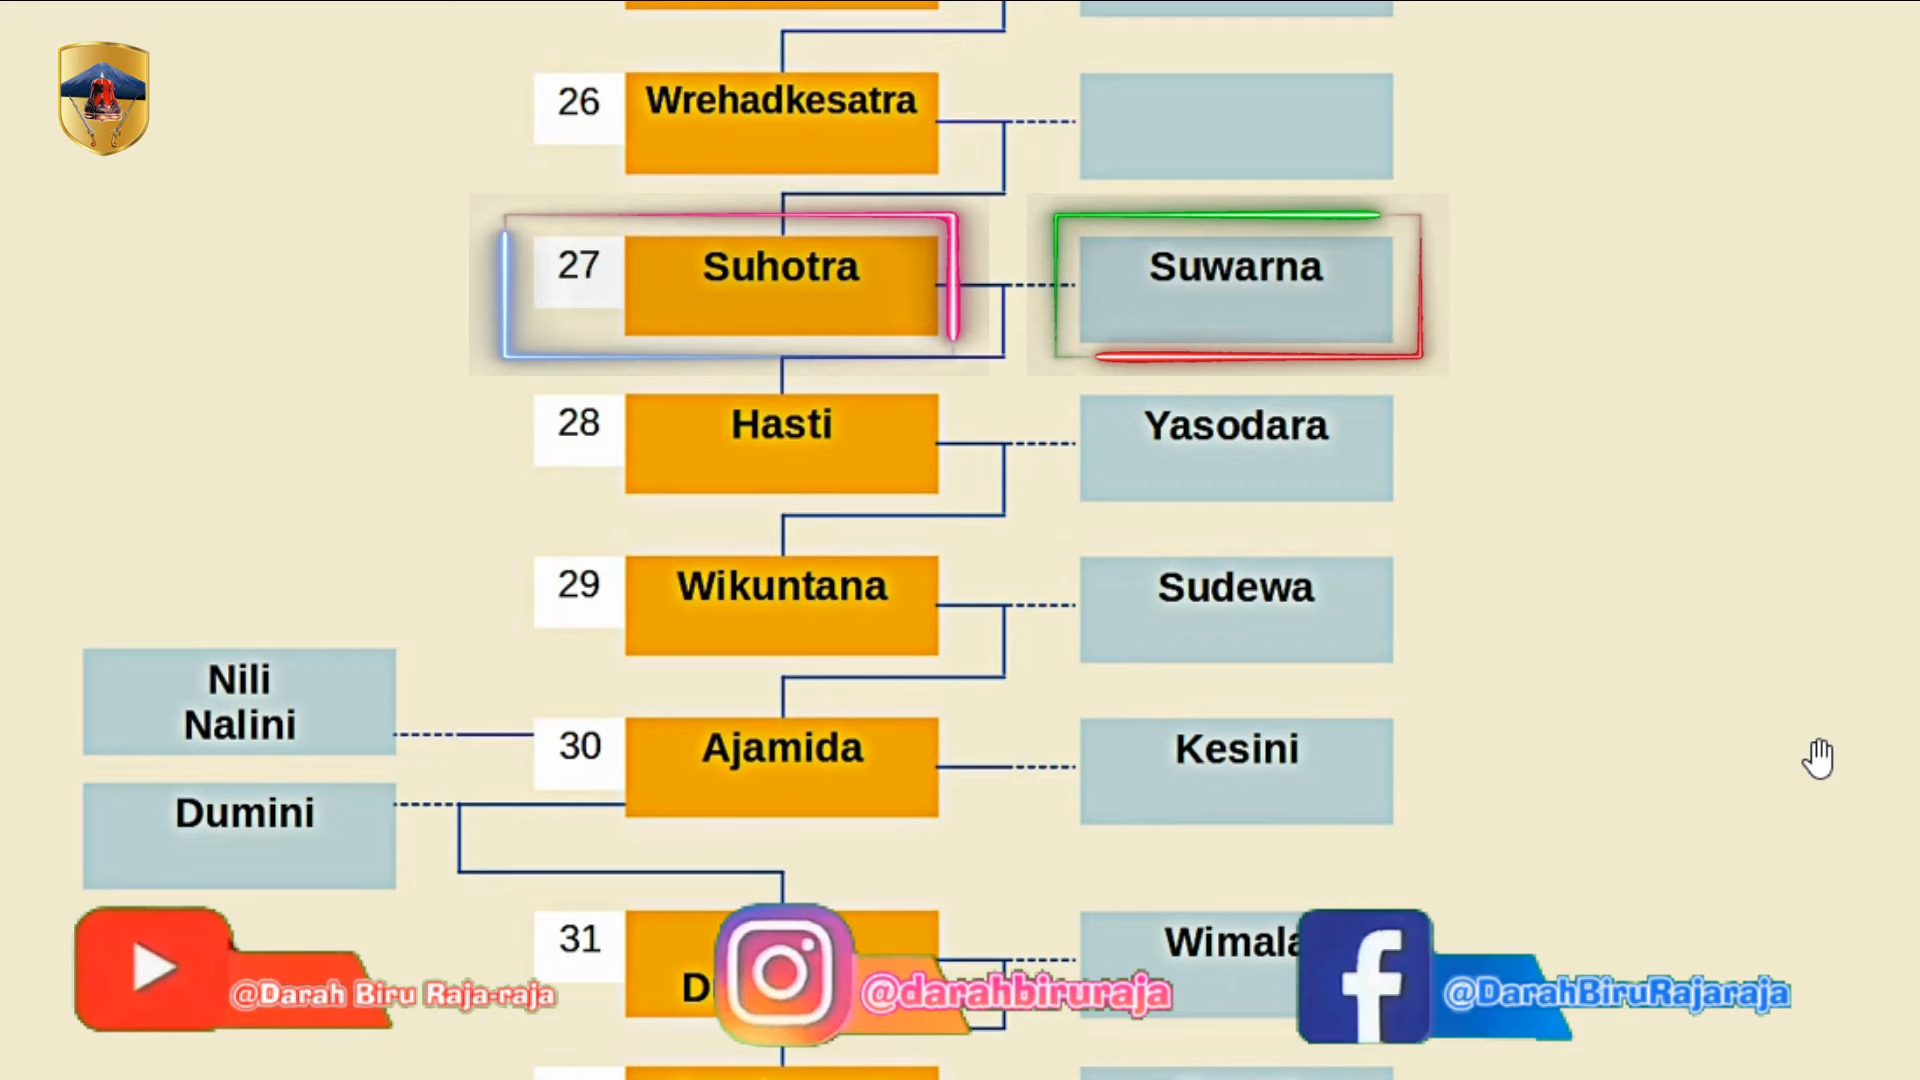 26
Wrehadkesatra
27
Suhotra
Suwarna
28
Hasti
Yasodara
29
Wikuntana
Sudewa
Nili
Nalini
30
Ajamida
Kesini
Dumini
31
@Darah Biru Raja-raja
@darahbiruraja
@DarahBiruRajaraja